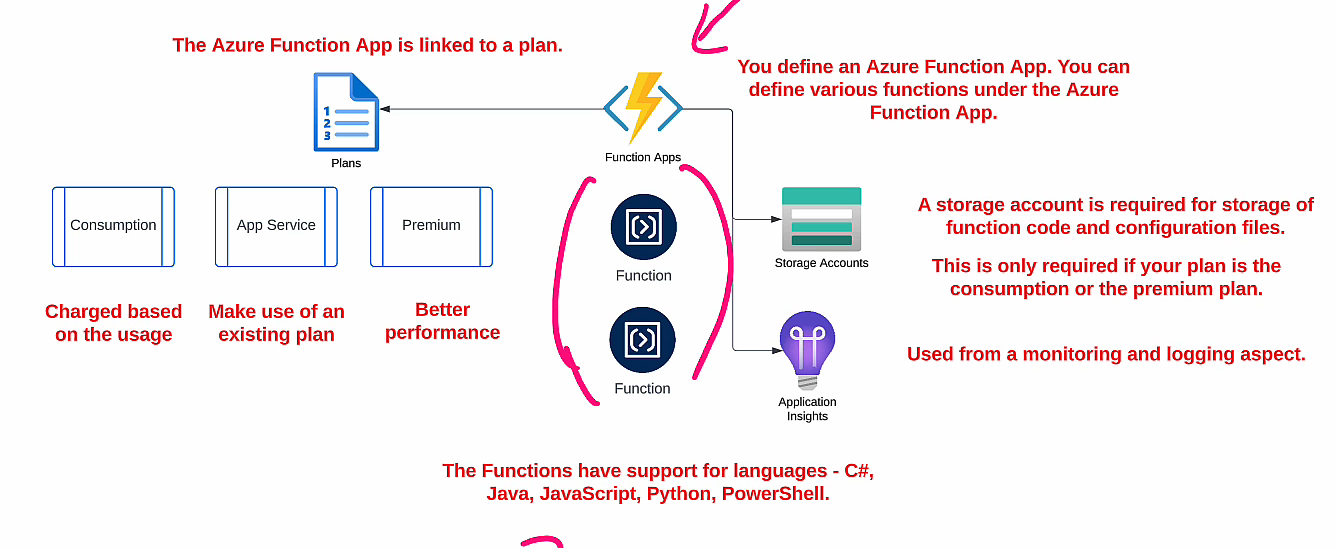 The Azure Function App is linked to a plan.
You define an Azure Function App. You can
define various functions under the Azure
Function App.
1
2
3
Plans
Function Apps
Consumption
App Service
Premium
Charged based
on the usage
Make use of an
existing plan
Better
performance
Function
Function
Storage Accounts
A storage account is required for storage of
function code and configuration files.
This is only required if your plan is the
consumption or the premium plan.
Application
Insights
Used from a monitoring and logging aspect.
The Functions have support for languages - C#,
Java, JavaScript, Python, PowerShell.